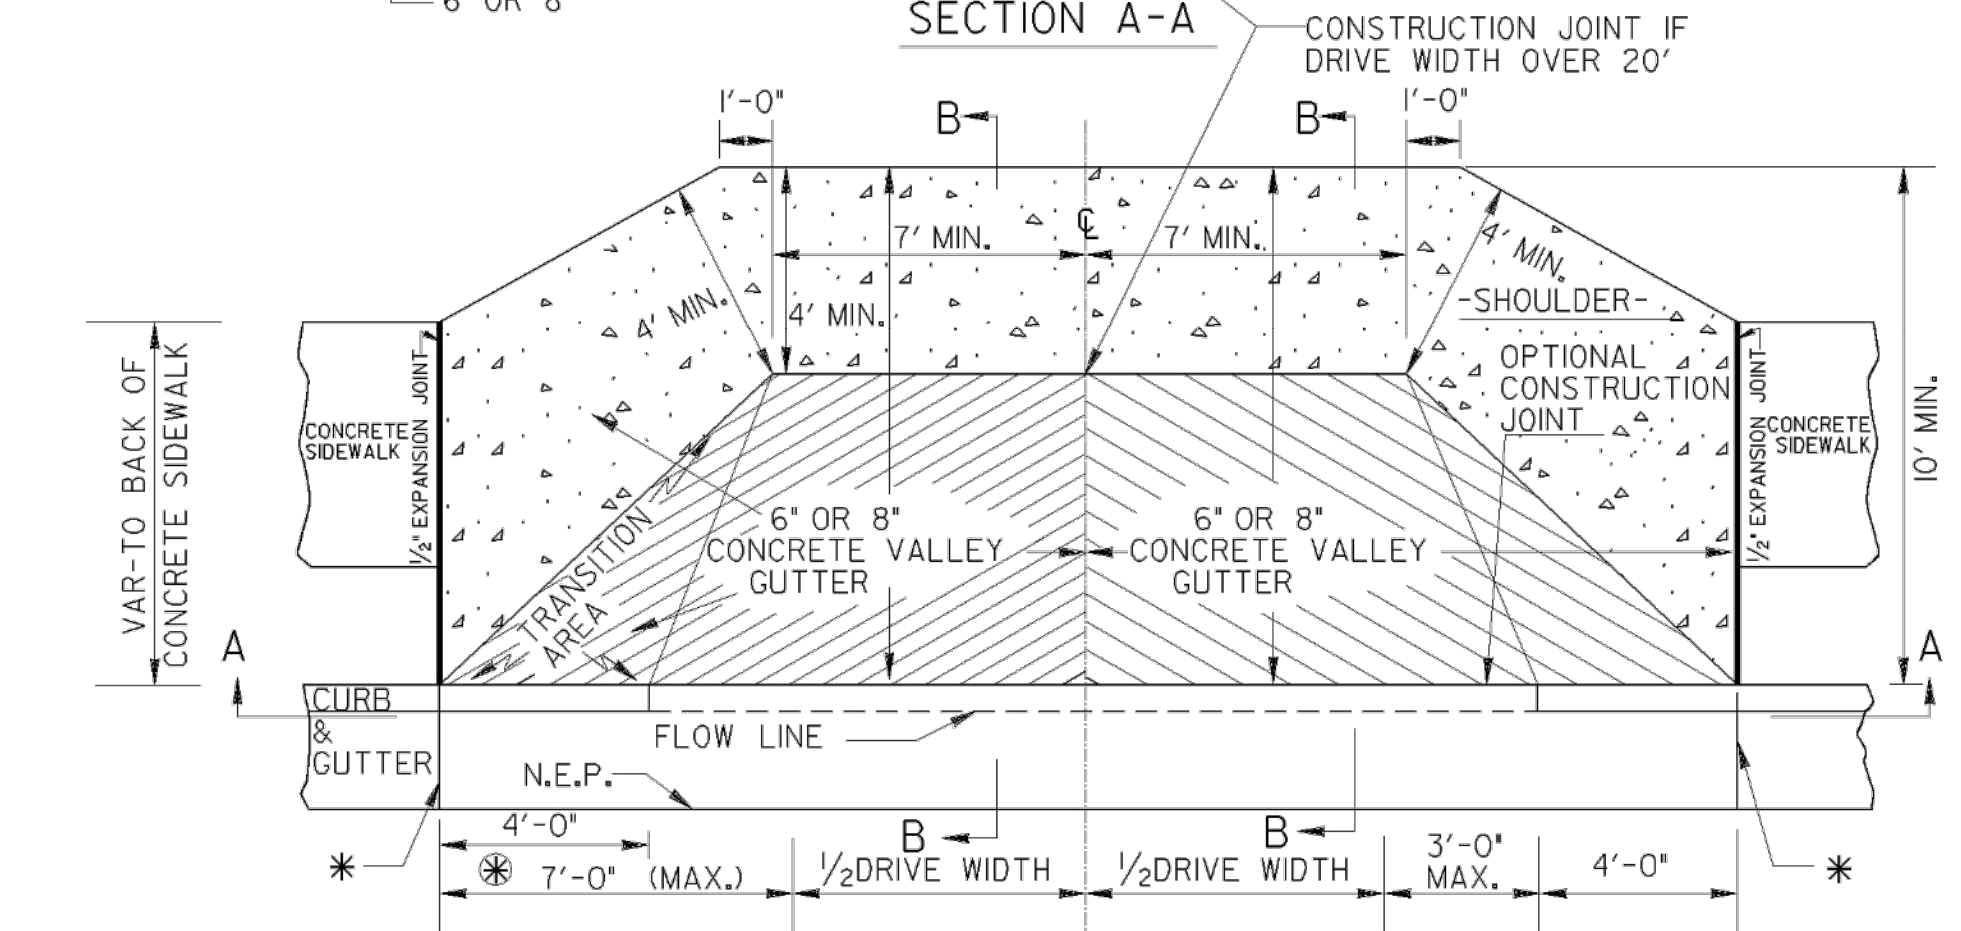 6" OR 8"
SECTION A-A
CONSTRUCTION JOINT IF
DRIVE WIDTH OVER 20'
1'-0"
B
B
1'-0"
℄
7' MIN.
7' MIN.
4' MIN.
4' MIN.
4' MIN.
-SHOULDER-
OPTIONAL
CONSTRUCTION
JOINT
VAR-TO BACK OF
CONCRETE SIDEWALK
CONCRETE
SIDEWALK
1/2" EXPANSION JOINT
1/2" EXPANSION JOINT
CONCRETE
SIDEWALK
10' MIN.
TRANSITION
AREA
6" OR 8"
CONCRETE VALLEY
GUTTER
6" OR 8"
CONCRETE VALLEY
GUTTER
A
A
CURB
&
GUTTER
FLOW LINE
N.E.P.
4'-0"
B
B
*
* 7'-0" (MAX.)
1/2 DRIVE WIDTH
1/2 DRIVE WIDTH
3'-0"
MAX.
4'-0"
*